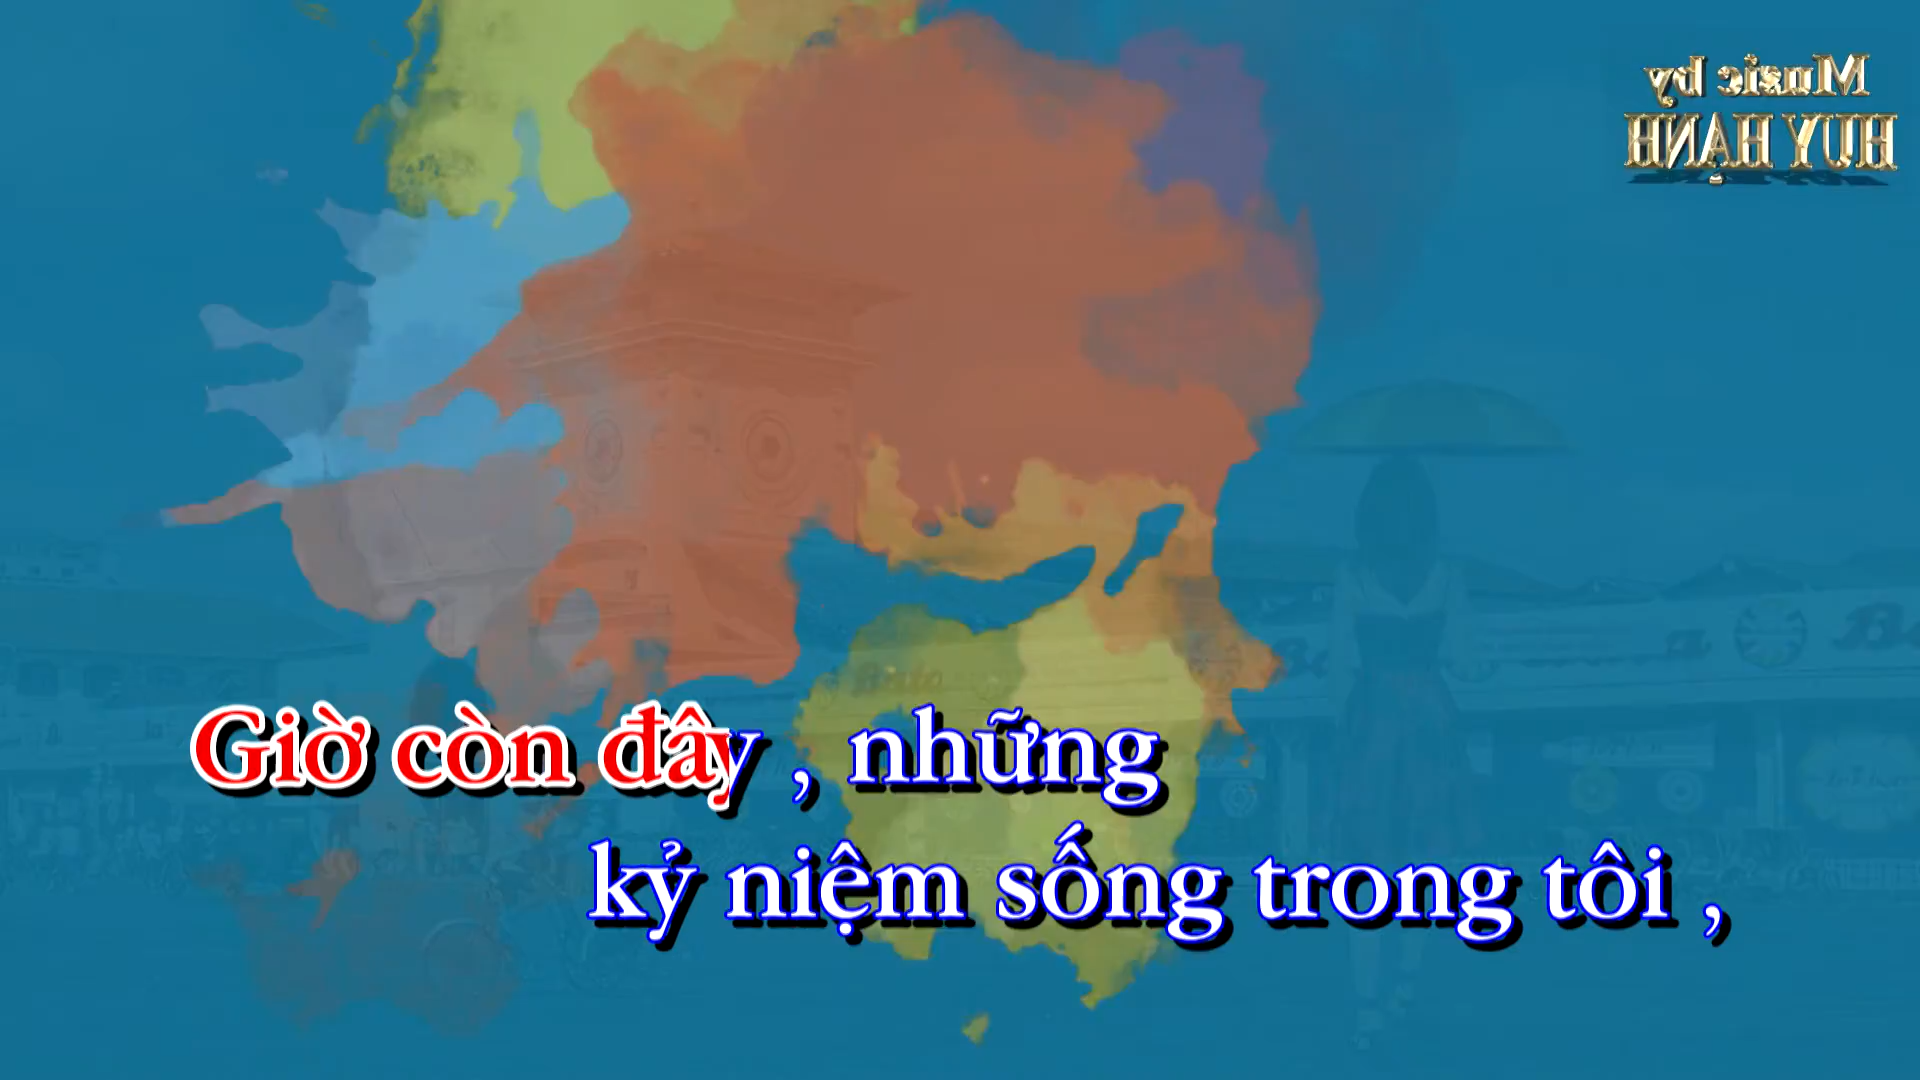 Music by
HUY HẠNH
Giờ còn đây , những
kỷ niệm sống trong tôi ,